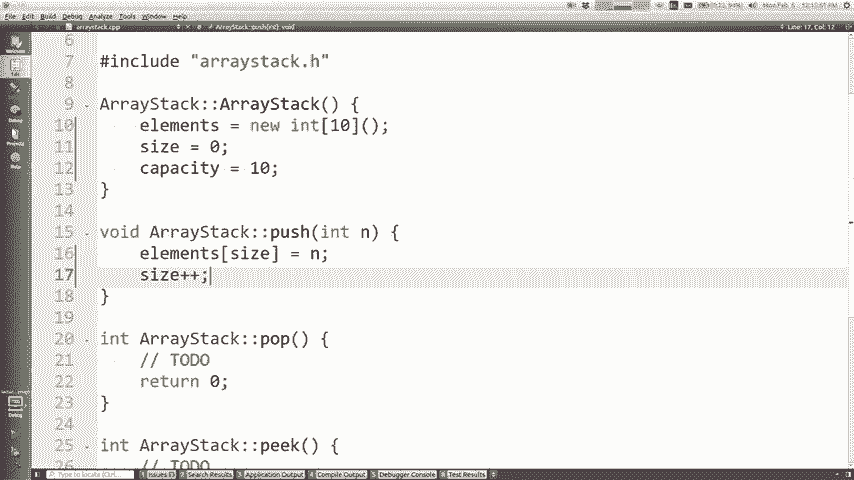 File Edit Build Debug Analyze Tools Window Help
arraystack.cpp ArrayStack::push(int): void Line: 17, Col: 12
6
7 #include "arraystack.h"
8
9 ArrayStack::ArrayStack() {
10 elements = new int[10]();
11 size = 0;
12 capacity = 10;
13 }
14
15 void ArrayStack::push(int n) {
16 elements[size] = n;
17 size++;
18 }
19
20 int ArrayStack::pop() {
21 // TODO
22 return 0;
23 }
24
25 int ArrayStack::peek() {
26 // TODO
Welcome
Edit
Debug
Projects
Help
Debug
Type to locate (Ctrl... 1 Issues 2 Search Results 3 Application Output 4 Compile Output 5 Debugger Console 8 Test Results